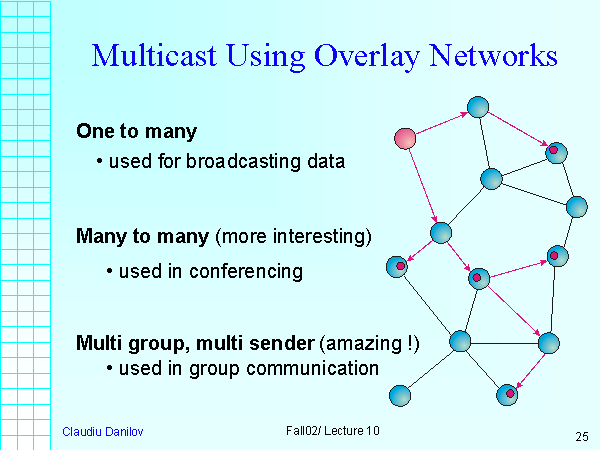 Multicast Using Overlay Networks
One to many
• used for broadcasting data
Many to many (more interesting)
• used in conferencing
Multi group, multi sender (amazing !)
• used in group communication
Claudiu Danilov
Fall02/ Lecture 10
25